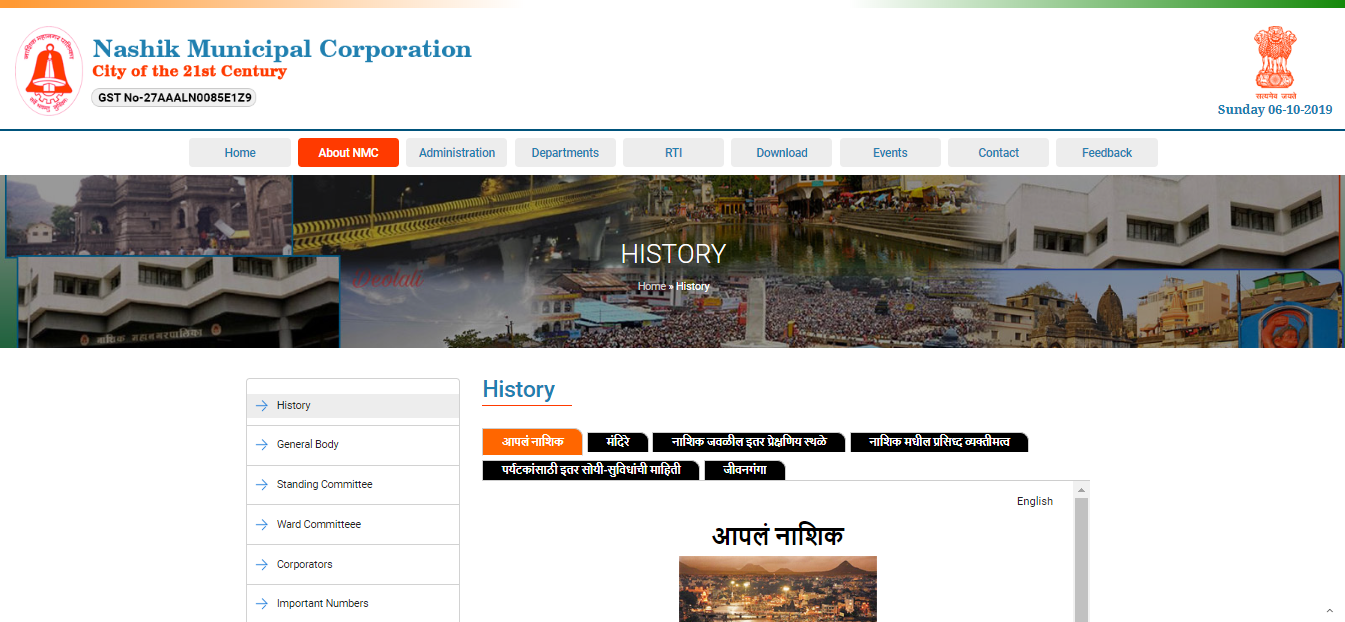 Nashik Municipal Corporation
City of the 21st Century
GST No-27AAALN0085E1Z9
सत्यमेव जयते
Sunday 06-10-2019
Home About NMC Administration Departments RTI Download Events Contact Feedback
HISTORY
Deolali
Home » History
नाशिक महानगरपालिका
History
General Body
Standing Committee
Ward Committeee
Corporators
Important Numbers
History
आपलं नाशिक मंदिरे नाशिक जवळील इतर प्रेक्षणिय स्थळे नाशिक मधील प्रसिध्द व्यक्तीमत्व
पर्यटकांसाठी इतर सोयी-सुविधांची माहिती जीवनगंगा
English
आपलं नाशिक